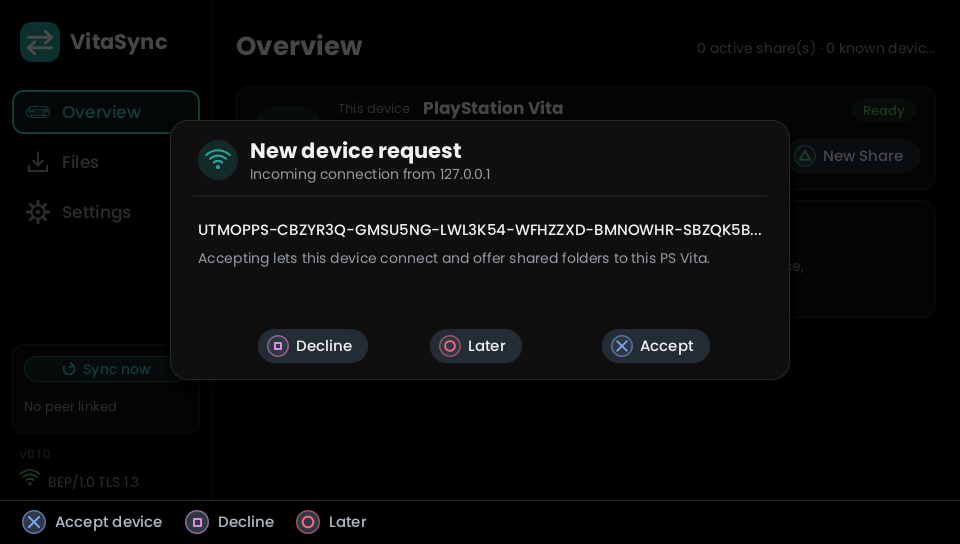 VitaSync
Overview
0 active share(s) · 0 known devic...
Overview
This device PlayStation Vita
Ready
New device request
Incoming connection from 127.0.0.1
Files
New Share
Settings
UTMOPPS-CBZYR3Q-GMSU5NG-LWL3K54-WFHZZXD-BMNOWHR-SBZQK5B...
Accepting lets this device connect and offer shared folders to this PS Vita.
ce,
Decline
Later
Accept
Sync now
No peer linked
v0.1.0
BEP/1.0 TLS 1.3
Accept device
Decline
Later